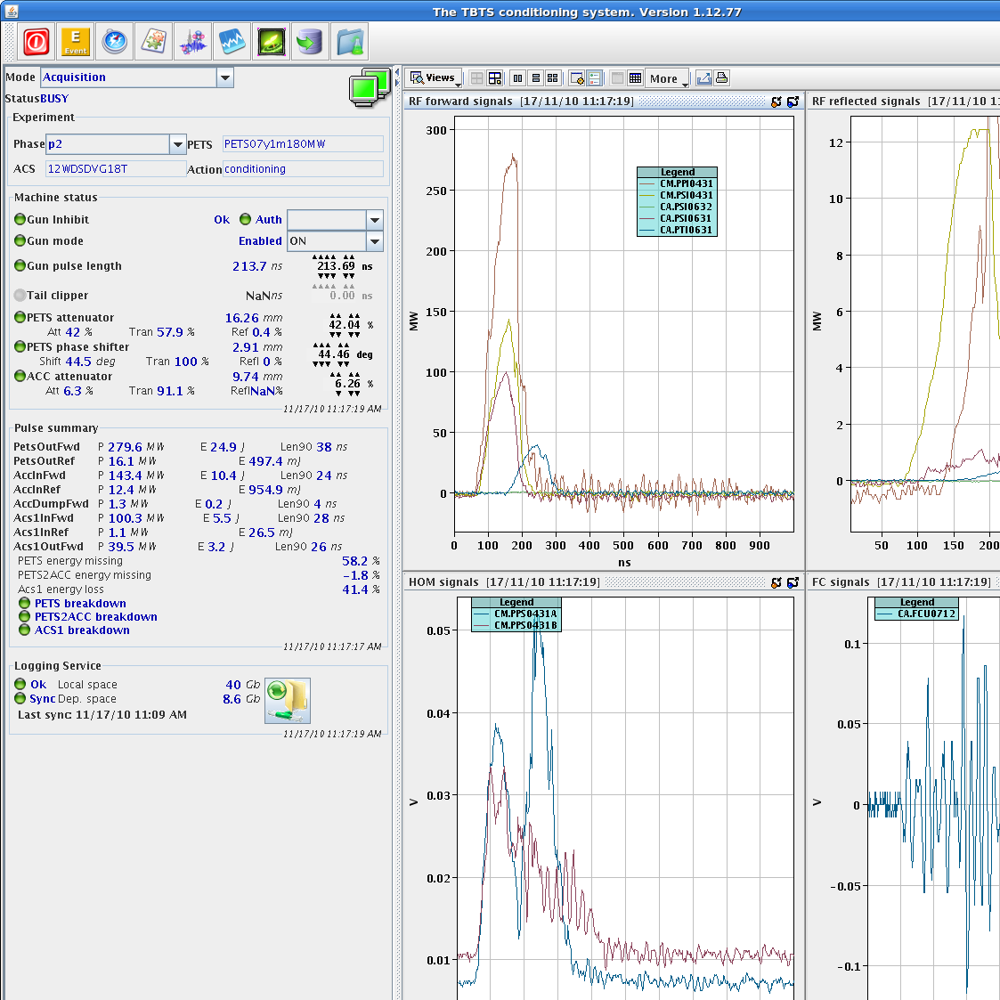 The TBTS conditioning system. Version 1.12.77
E
Event
Mode Acquisition
Views
More
StatusBUSY
Experiment
Phase p2 PETS PETS07y1m180MW
ACS 12WDSDVG18T Action conditioning
Machine status
Gun Inhibit Ok Auth
Gun mode Enabled ON
Gun pulse length 213.7 ns 213.69 ns
Tail clipper NaN ns 0.00 ns
PETS attenuator 16.26 mm 42.04 %
Att 42 % Tran 57.9 % Ref 0.4 %
PETS phase shifter 2.91 mm 44.46 deg
Shift 44.5 deg Tran 100 % Refl 0 %
ACC attenuator 9.74 mm 6.26 %
Att 6.3 % Tran 91.1 % Refl NaN %
11/17/10 11:17:19 AM
Pulse summary
PetsOutFwd P 279.6 MW E 24.9 J Len90 38 ns
PetsOutRef P 16.1 MW E 497.4 mJ
AccInFwd P 143.4 MW E 10.4 J Len90 24 ns
AccInRef P 12.4 MW E 954.9 mJ
AccDumpFwd P 1.3 MW E 0.2 J Len90 4 ns
Acs1InFwd P 100.3 MW E 5.5 J Len90 28 ns
Acs1InRef P 1.1 MW E 26.5 mJ
Acs1OutFwd P 39.5 MW E 3.2 J Len90 26 ns
PETS energy missing 58.2 %
PETS2ACC energy missing -1.8 %
Acs1 energy loss 41.4 %
PETS breakdown
PETS2ACC breakdown
ACS1 breakdown
11/17/10 11:17:17 AM
Logging Service
Ok Local space 40 Gb
Sync Dep. space 8.6 Gb
Last sync: 11/17/10 11:09 AM
11/17/10 11:17:19 AM
RF forward signals [17/11/10 11:17:19]
300
250
200
150
100
50
0
MW
Legend
CM.PPI0431
CM.PSI0431
CA.PSI0632
CA.PSI0631
CA.PTI0631
0 100 200 300 400 500 600 700 800 900
ns
RF reflected signals [17/11/10 11
12
10
8
6
4
2
0
MW
50 100 150 200
HOM signals [17/11/10 11:17:19]
Legend
CM.PPS0431A
CM.PPS0431B
0.05
0.04
0.03
0.02
0.01
V
FC signals [17/11/10 11:17:19]
Legend
CA.FCU0712
0.1
0.05
0
-0.05
-0.1
V